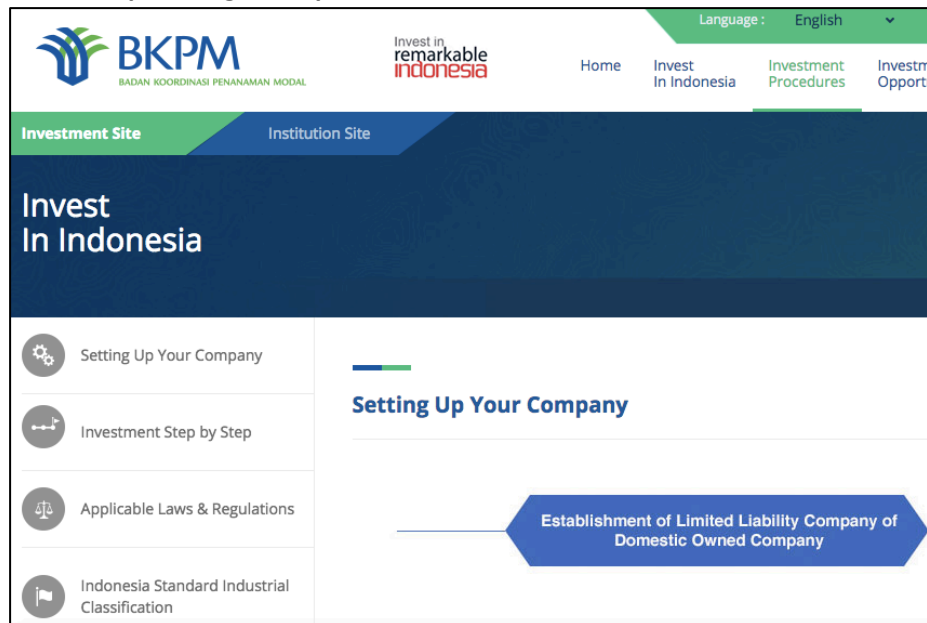 Language : English
BKPM
BADAN KOORDINASI PENANAMAN MODAL
Invest in
remarkable
indonesia
Home
Invest
In Indonesia
Investment
Procedures
Investm
Opport
Investment Site
Institution Site
Invest
In Indonesia
Setting Up Your Company
Investment Step by Step
Applicable Laws & Regulations
Indonesia Standard Industrial
Classification
Setting Up Your Company
Establishment of Limited Liability Company of
Domestic Owned Company